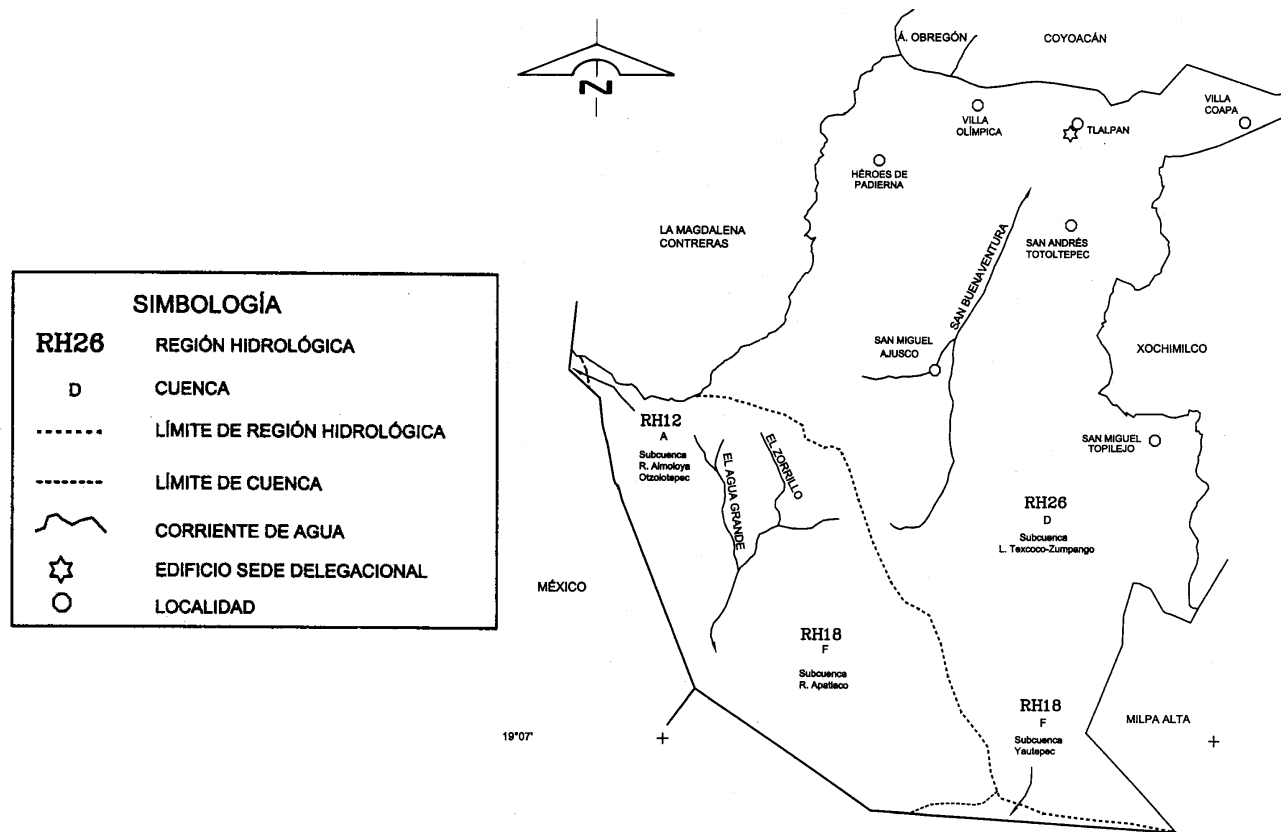 Á. OBREGÓN
COYOACÁN
N
VILLA
COAPA
VILLA
OLÍMPICA
TLALPAN
HÉROES DE
PADIERNA
LA MAGDALENA
CONTRERAS
SAN ANDRÉS
TOTOLTEPEC
SAN BUENAVENTURA
SAN MIGUEL
AJUSCO
XOCHIMILCO
SIMBOLOGÍA
RH26 REGIÓN HIDROLÓGICA
D CUENCA
LÍMITE DE REGIÓN HIDROLÓGICA
LÍMITE DE CUENCA
CORRIENTE DE AGUA
EDIFICIO SEDE DELEGACIONAL
LOCALIDAD
RH12
A
Subcuenca
R. Almoloya
Otzolotepec
EL AGUA GRANDE
EL ZORRILLO
SAN MIGUEL
TOPILEJO
RH26
D
Subcuenca
L. Texcoco-Zumpango
MÉXICO
RH18
F
Subcuenca
R. Apatlaco
RH18
F
Subcuenca
Yautepec
MILPA ALTA
19°07'